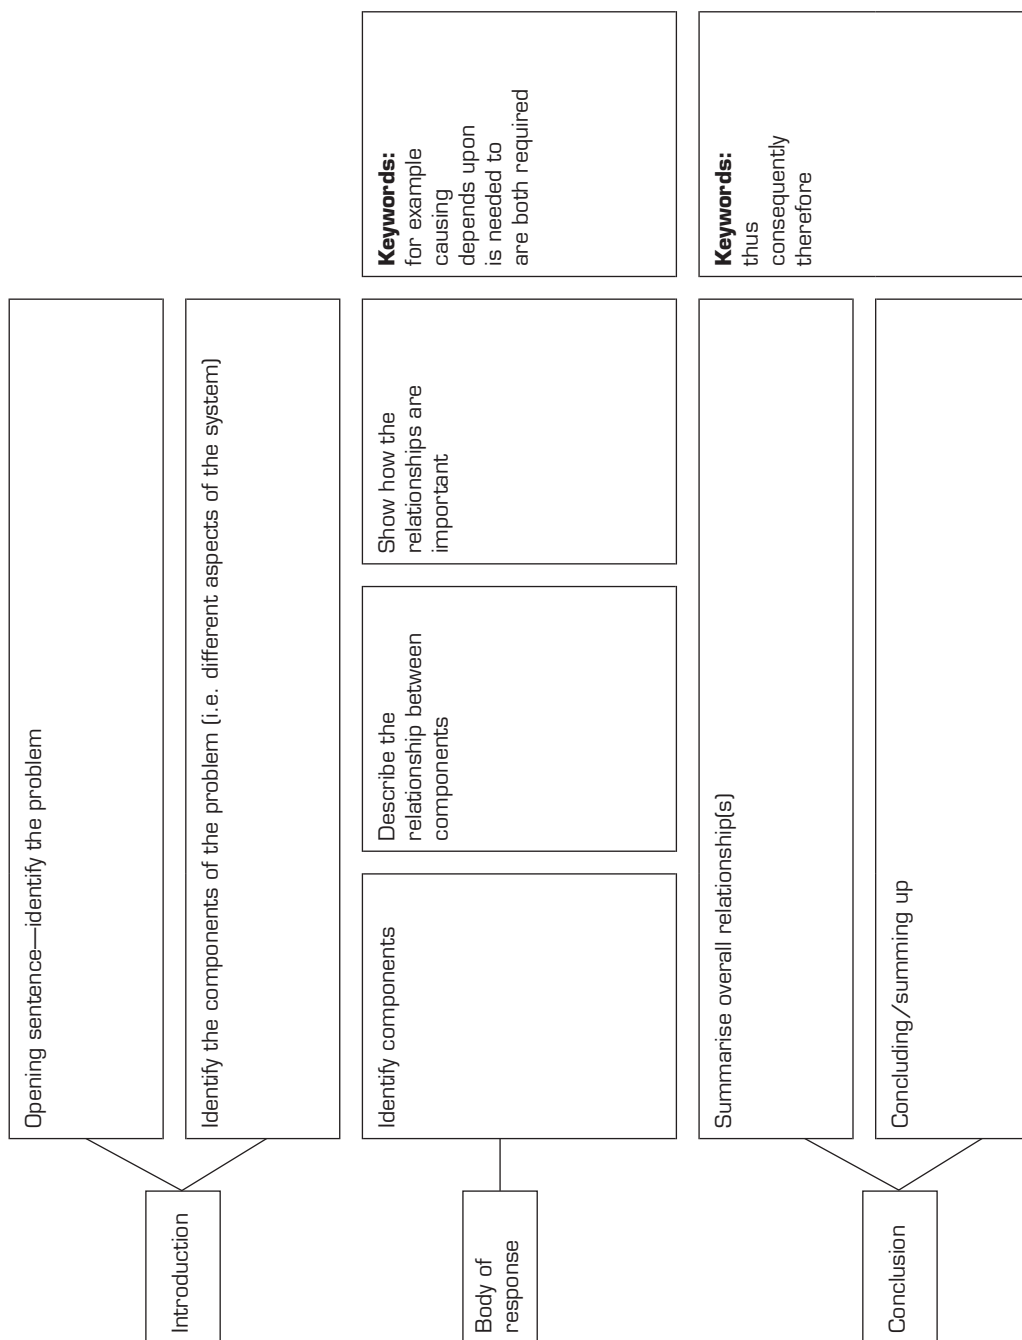 Introduction
Opening sentence—identify the problem
Identify the components of the problem (i.e. different aspects of the system)
Body of
response
Identify components
Describe the
relationship between
components
Show how the
relationships are
important
Keywords:
for example
causing
depends upon
is needed to
are both required
Conclusion
Summarise overall relationship(s)
Concluding/summing up
Keywords:
thus
consequently
therefore